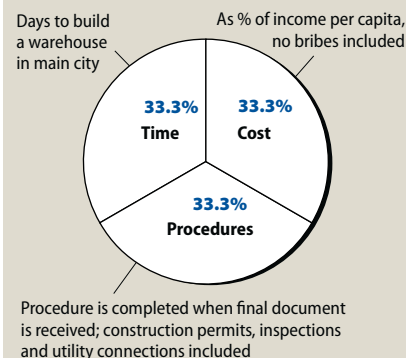 Days to build
a warehouse
in main city
As % of income per capita,
no bribes included
33.3%
Time
33.3%
Cost
33.3%
Procedures
Procedure is completed when final document
is received; construction permits, inspections
and utility connections included